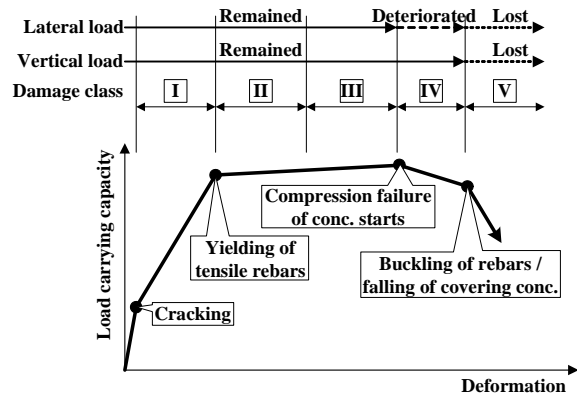 Remained
Deteriorated
Lost
Lateral load
Remained
Lost
Vertical load
Damage class
I
II
III
IV
V
Load carrying capacity
Compression failure
of conc. starts
Yielding of
tensile rebars
Buckling of rebars /
falling of covering conc.
Cracking
Deformation